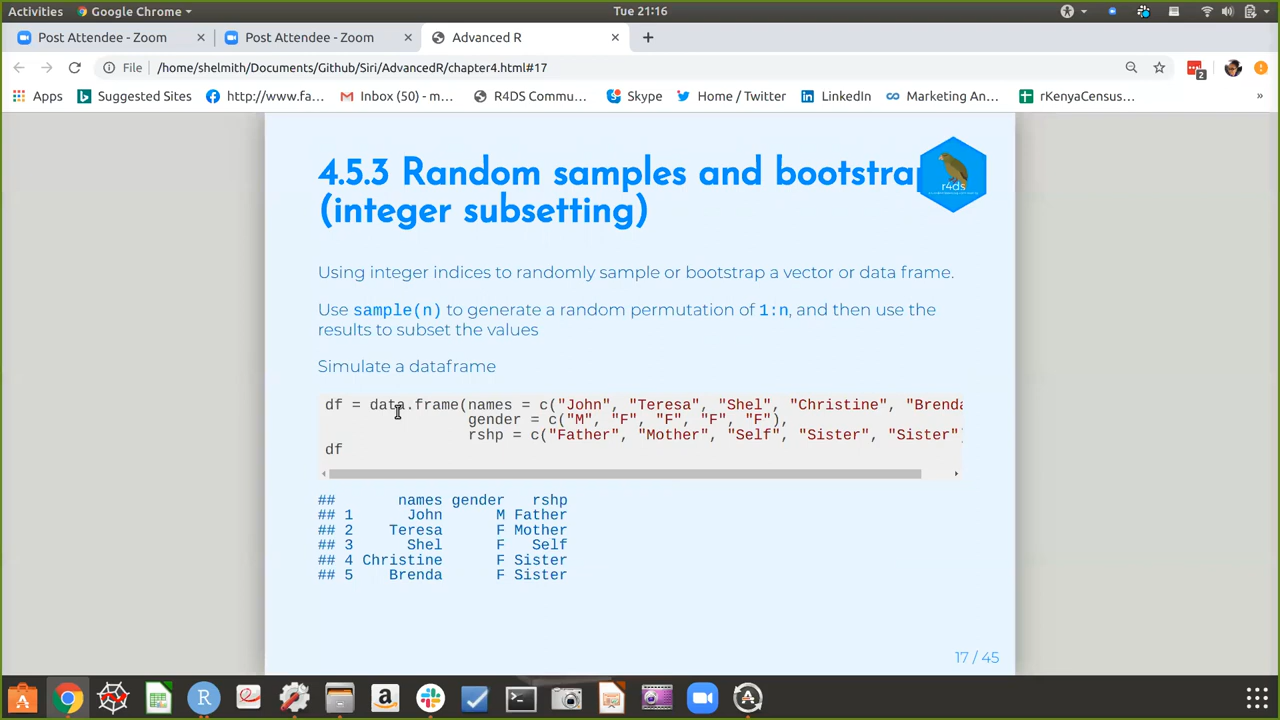 Activities Google Chrome Tue 21:16
Post Attendee - Zoom Post Attendee - Zoom Advanced R
File /home/shelmith/Documents/Github/Siri/AdvancedR/chapter4.html#17 2
Apps Suggested Sites http://www.fa... Inbox (50) - m... R4DS Commu... Skype Home / Twitter LinkedIn Marketing An... rKenyaCensus... »
4.5.3 Random samples and bootstrap
(integer subsetting)
r4ds
Using integer indices to randomly sample or bootstrap a vector or data frame.
Use sample(n) to generate a random permutation of 1:n, and then use the
results to subset the values
Simulate a dataframe
df = data.frame(names = c("John", "Teresa", "Shel", "Christine", "Brenda
gender = c("M", "F", "F", "F", "F"),
rshp = c("Father", "Mother", "Self", "Sister", "Sister")
df
## names gender rshp
## 1 John M Father
## 2 Teresa F Mother
## 3 Shel F Self
## 4 Christine F Sister
## 5 Brenda F Sister
17 / 45